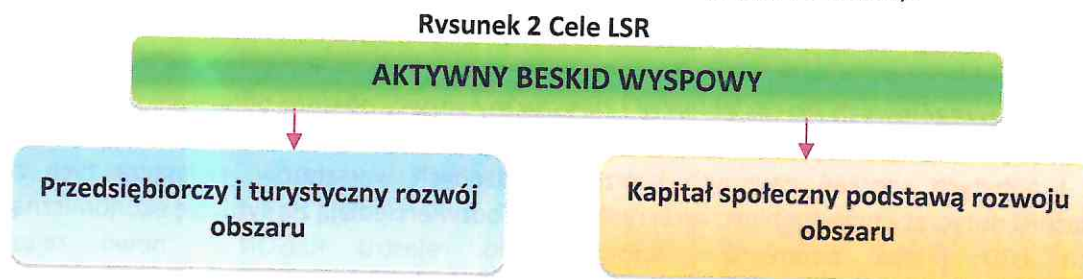 Rysunek 2 Cele LSR
AKTYWNY BESKID WYSPOWY
Przedsiębiorczy i turystyczny rozwój
obszaru
Kapitał społeczny podstawą rozwoju
obszaru